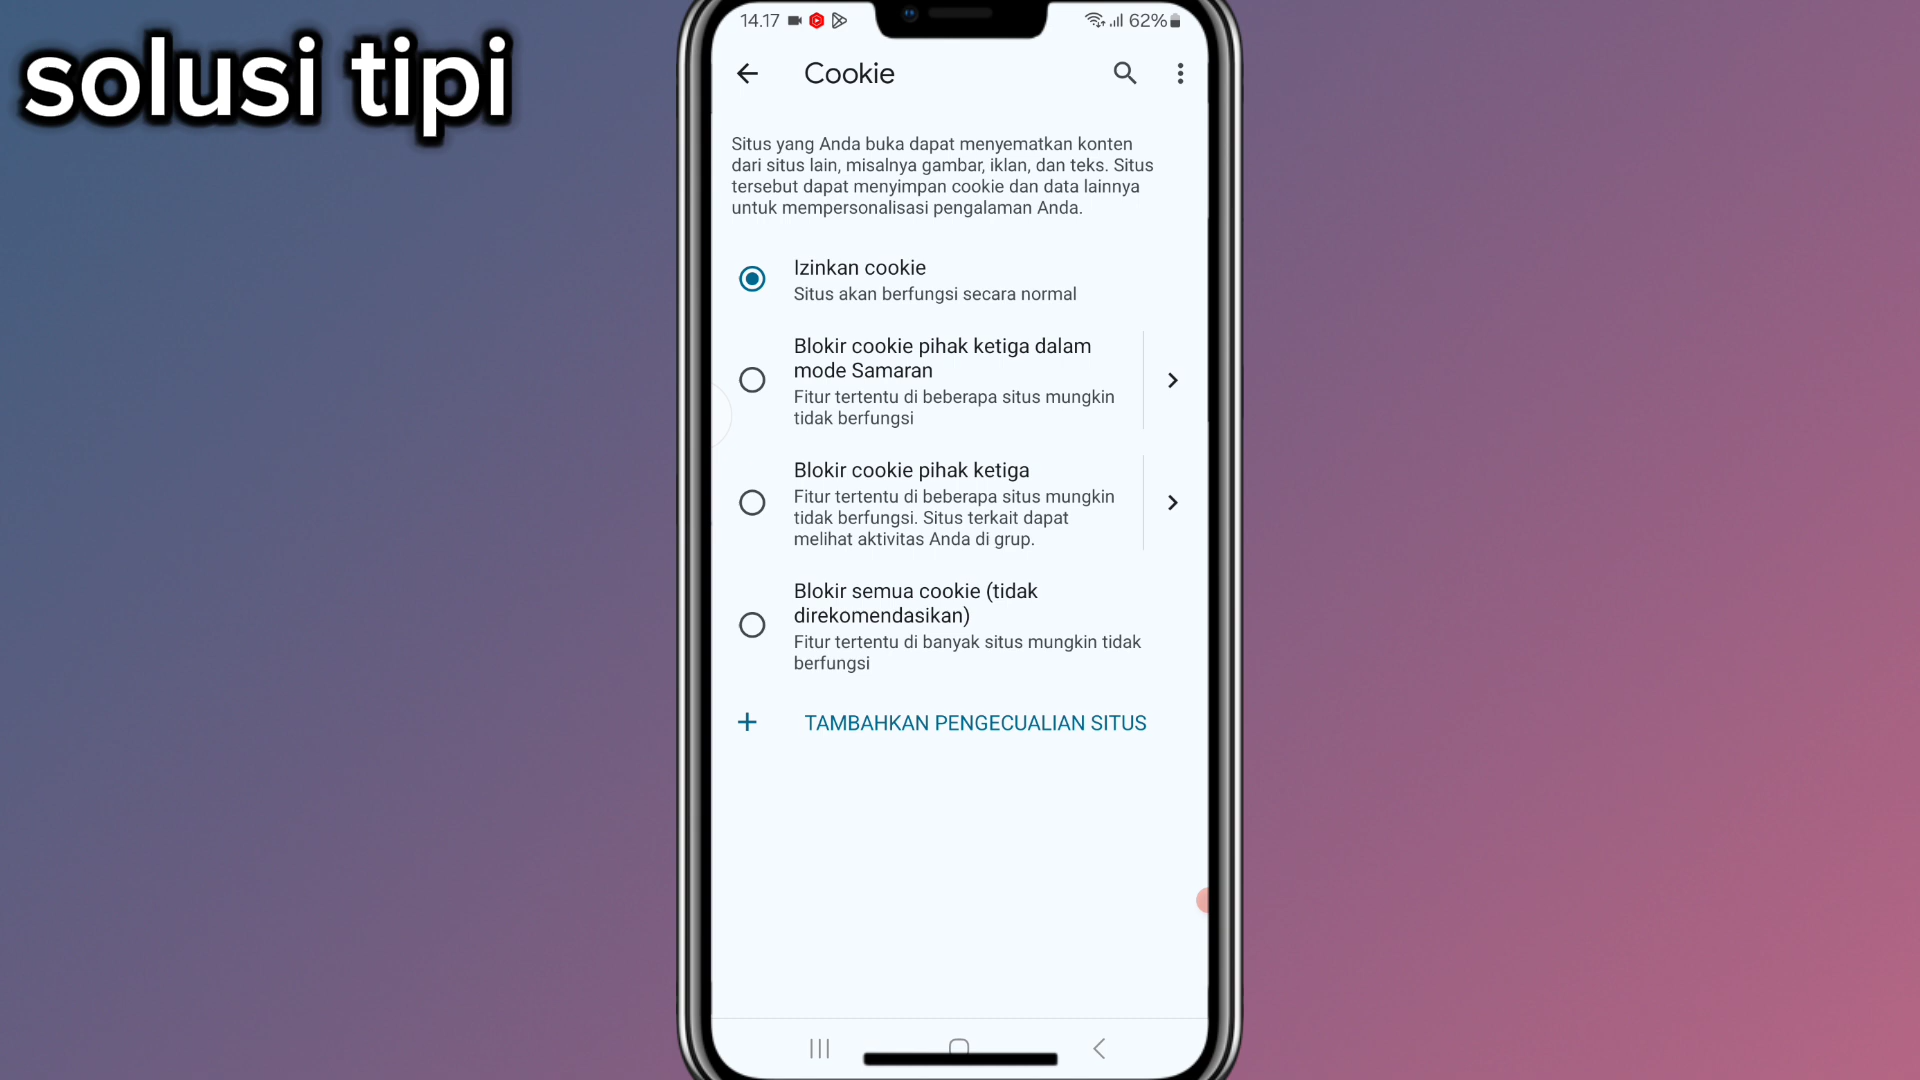 solusi tipi
14.17
62%
Cookie
Situs yang Anda buka dapat menyematkan konten
dari situs lain, misalnya gambar, iklan, dan teks. Situs
tersebut dapat menyimpan cookie dan data lainnya
untuk mempersonalisasi pengalaman Anda.
Izinkan cookie
Situs akan berfungsi secara normal
Blokir cookie pihak ketiga dalam
mode Samaran
Fitur tertentu di beberapa situs mungkin
tidak berfungsi
Blokir cookie pihak ketiga
Fitur tertentu di beberapa situs mungkin
tidak berfungsi. Situs terkait dapat
melihat aktivitas Anda di grup.
Blokir semua cookie (tidak
direkomendasikan)
Fitur tertentu di banyak situs mungkin tidak
berfungsi
TAMBAHKAN PENGECUALIAN SITUS